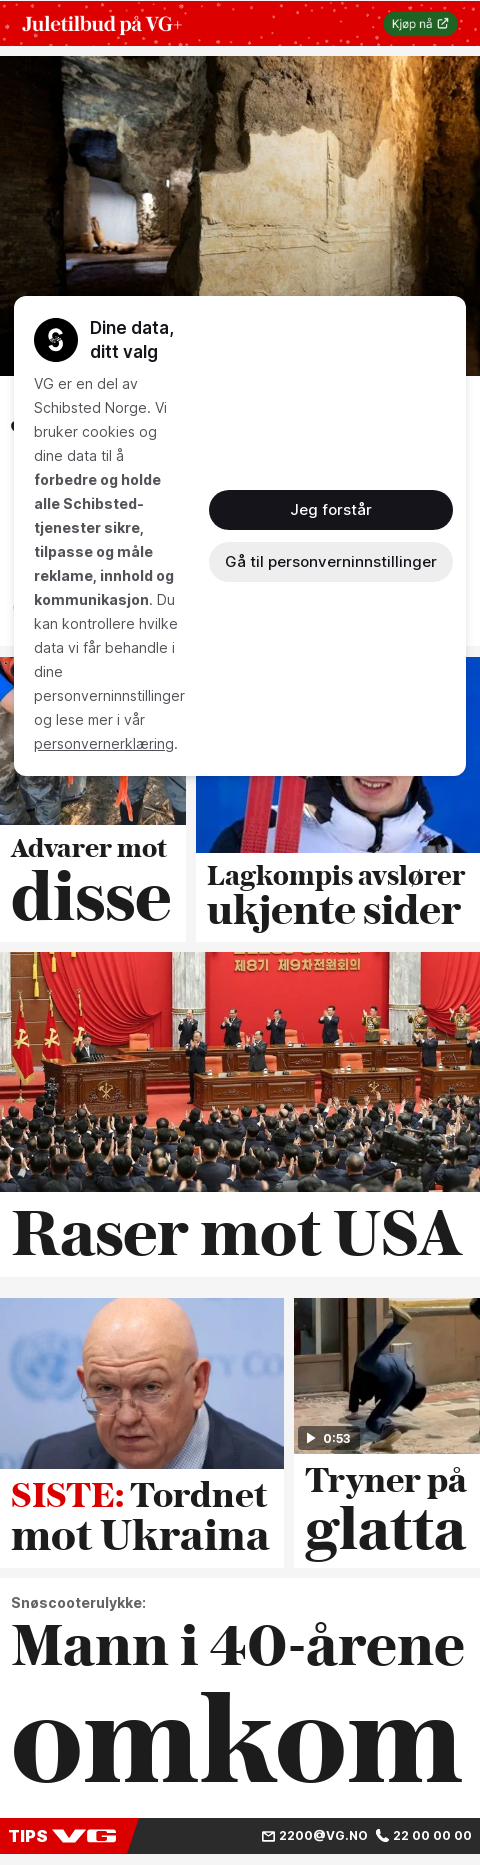 Juletilbud på VG+
Kjøp nå
Dine data,
ditt valg
VG er en del av
Schibsted Norge. Vi
bruker cookies og
dine data til å
forbedre og holde
alle Schibsted-
tjenester sikre,
tilpasse og måle
reklame, innhold og
kommunikasjon. Du
kan kontrollere hvilke
data vi får behandle i
dine
personverninnstillinger
og lese mer i vår
personvernerklæring.
Jeg forstår
Gå til personverninnstillinger
Advarer mot
disse
Lagkompis avslører
ukjente sider
제8기 제9차전원회의
Raser mot USA
SISTE: Tordnet
mot Ukraina
0:53
Tryner på
glatta
Snøscooterulykke:
Mann i 40-årene
omkom
TIPS VG
2200@VG.NO 22 00 00 00